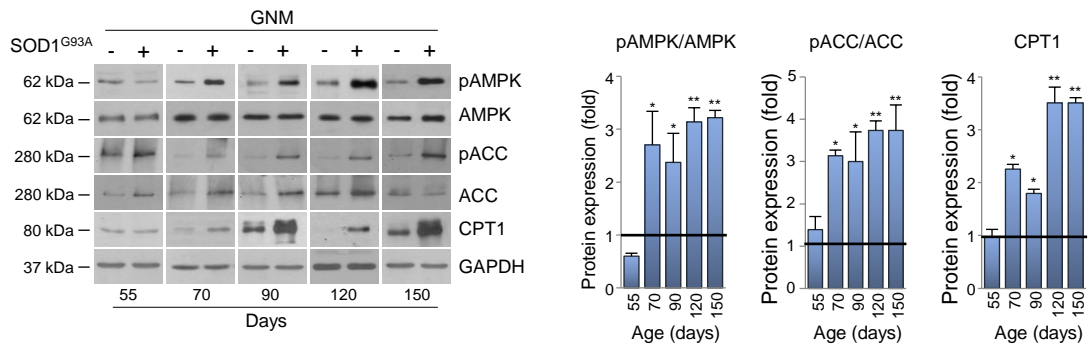 GNM
SOD1G93A - + - + - + - + - +
62 kDa – pAMPK
62 kDa – AMPK
280 kDa – pACC
280 kDa – ACC
80 kDa – CPT1
37 kDa – GAPDH
55 70 90 120 150
Days
pAMPK/AMPK
Protein expression (fold)
4
3
2
1
0
* * ** **
55 70 90 120 150
Age (days)
pACC/ACC
Protein expression (fold)
5
4
3
2
1
0
* * ** **
55 70 90 120 150
Age (days)
CPT1
Protein expression (fold)
4
3
2
1
0
* * ** **
55 70 90 120 150
Age (days)